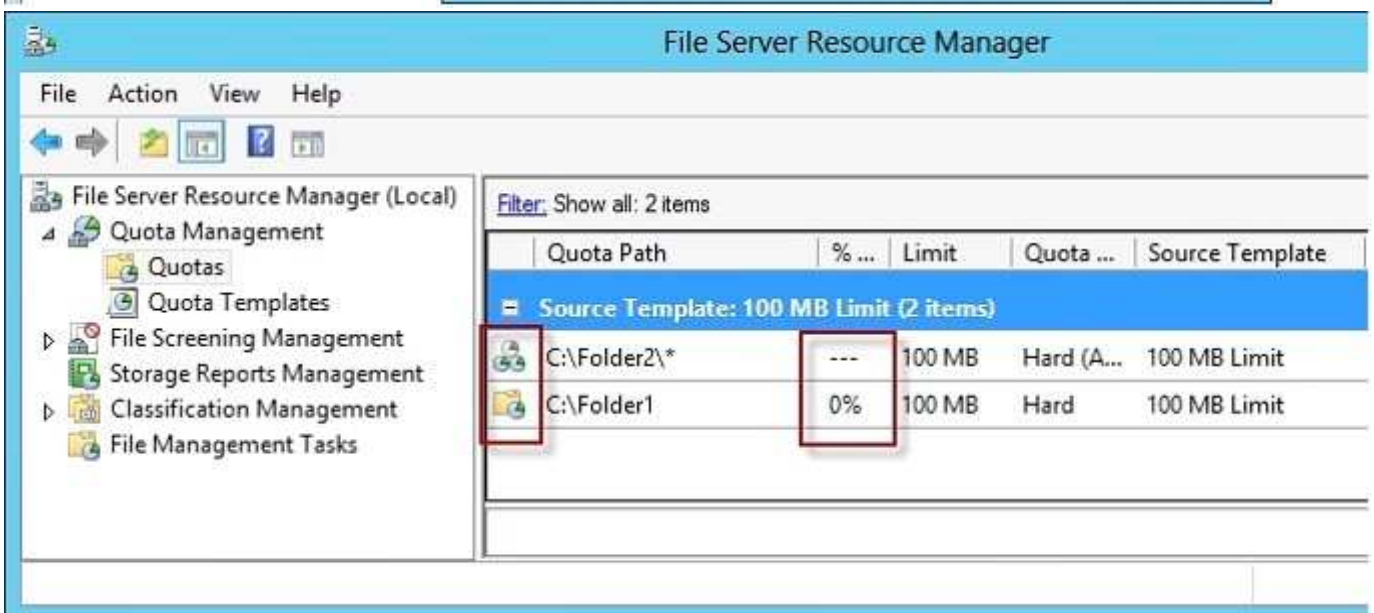 File Server Resource Manager
File Action View Help
File Server Resource Manager (Local)
Quota Management
Quotas
Quota Templates
File Screening Management
Storage Reports Management
Classification Management
File Management Tasks
Filter: Show all: 2 items
Quota Path % ... Limit Quota ... Source Template
Source Template: 100 MB Limit (2 items)
C:\Folder2\* --- 100 MB Hard (A... 100 MB Limit
C:\Folder1 0% 100 MB Hard 100 MB Limit